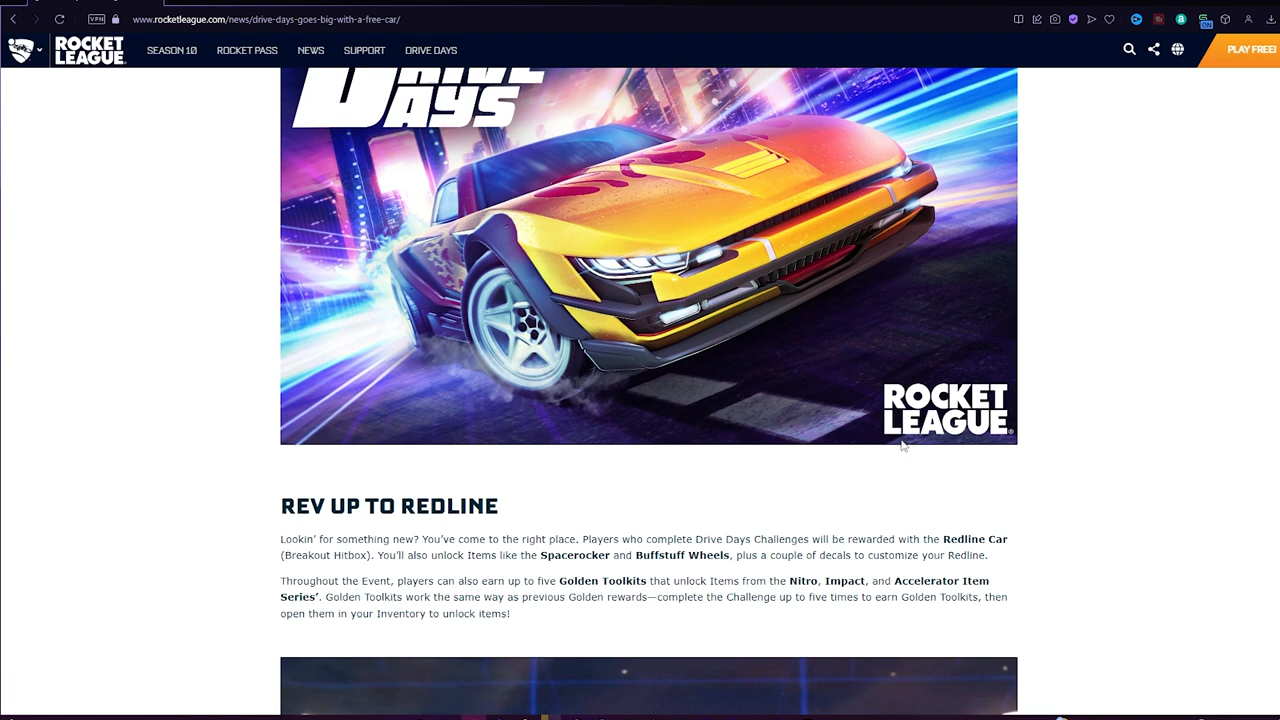 www.rocketleague.com/news/drive-days-goes-big-with-a-free-car/
VPN
ROCKET LEAGUE
SEASON 10
ROCKET PASS
NEWS
SUPPORT
DRIVE DAYS
PLAY FREE!
DRIVE
DAYS
ROCKET
LEAGUE
REV UP TO REDLINE
Lookin’ for something new? You’ve come to the right place. Players who complete Drive Days Challenges will be rewarded with the Redline Car
(Breakout Hitbox). You’ll also unlock Items like the Spacerocker and Buffstuff Wheels, plus a couple of decals to customize your Redline.
Throughout the Event, players can also earn up to five Golden Toolkits that unlock Items from the Nitro, Impact, and Accelerator Item
Series’. Golden Toolkits work the same way as previous Golden rewards—complete the Challenge up to five times to earn Golden Toolkits, then
open them in your Inventory to unlock items!